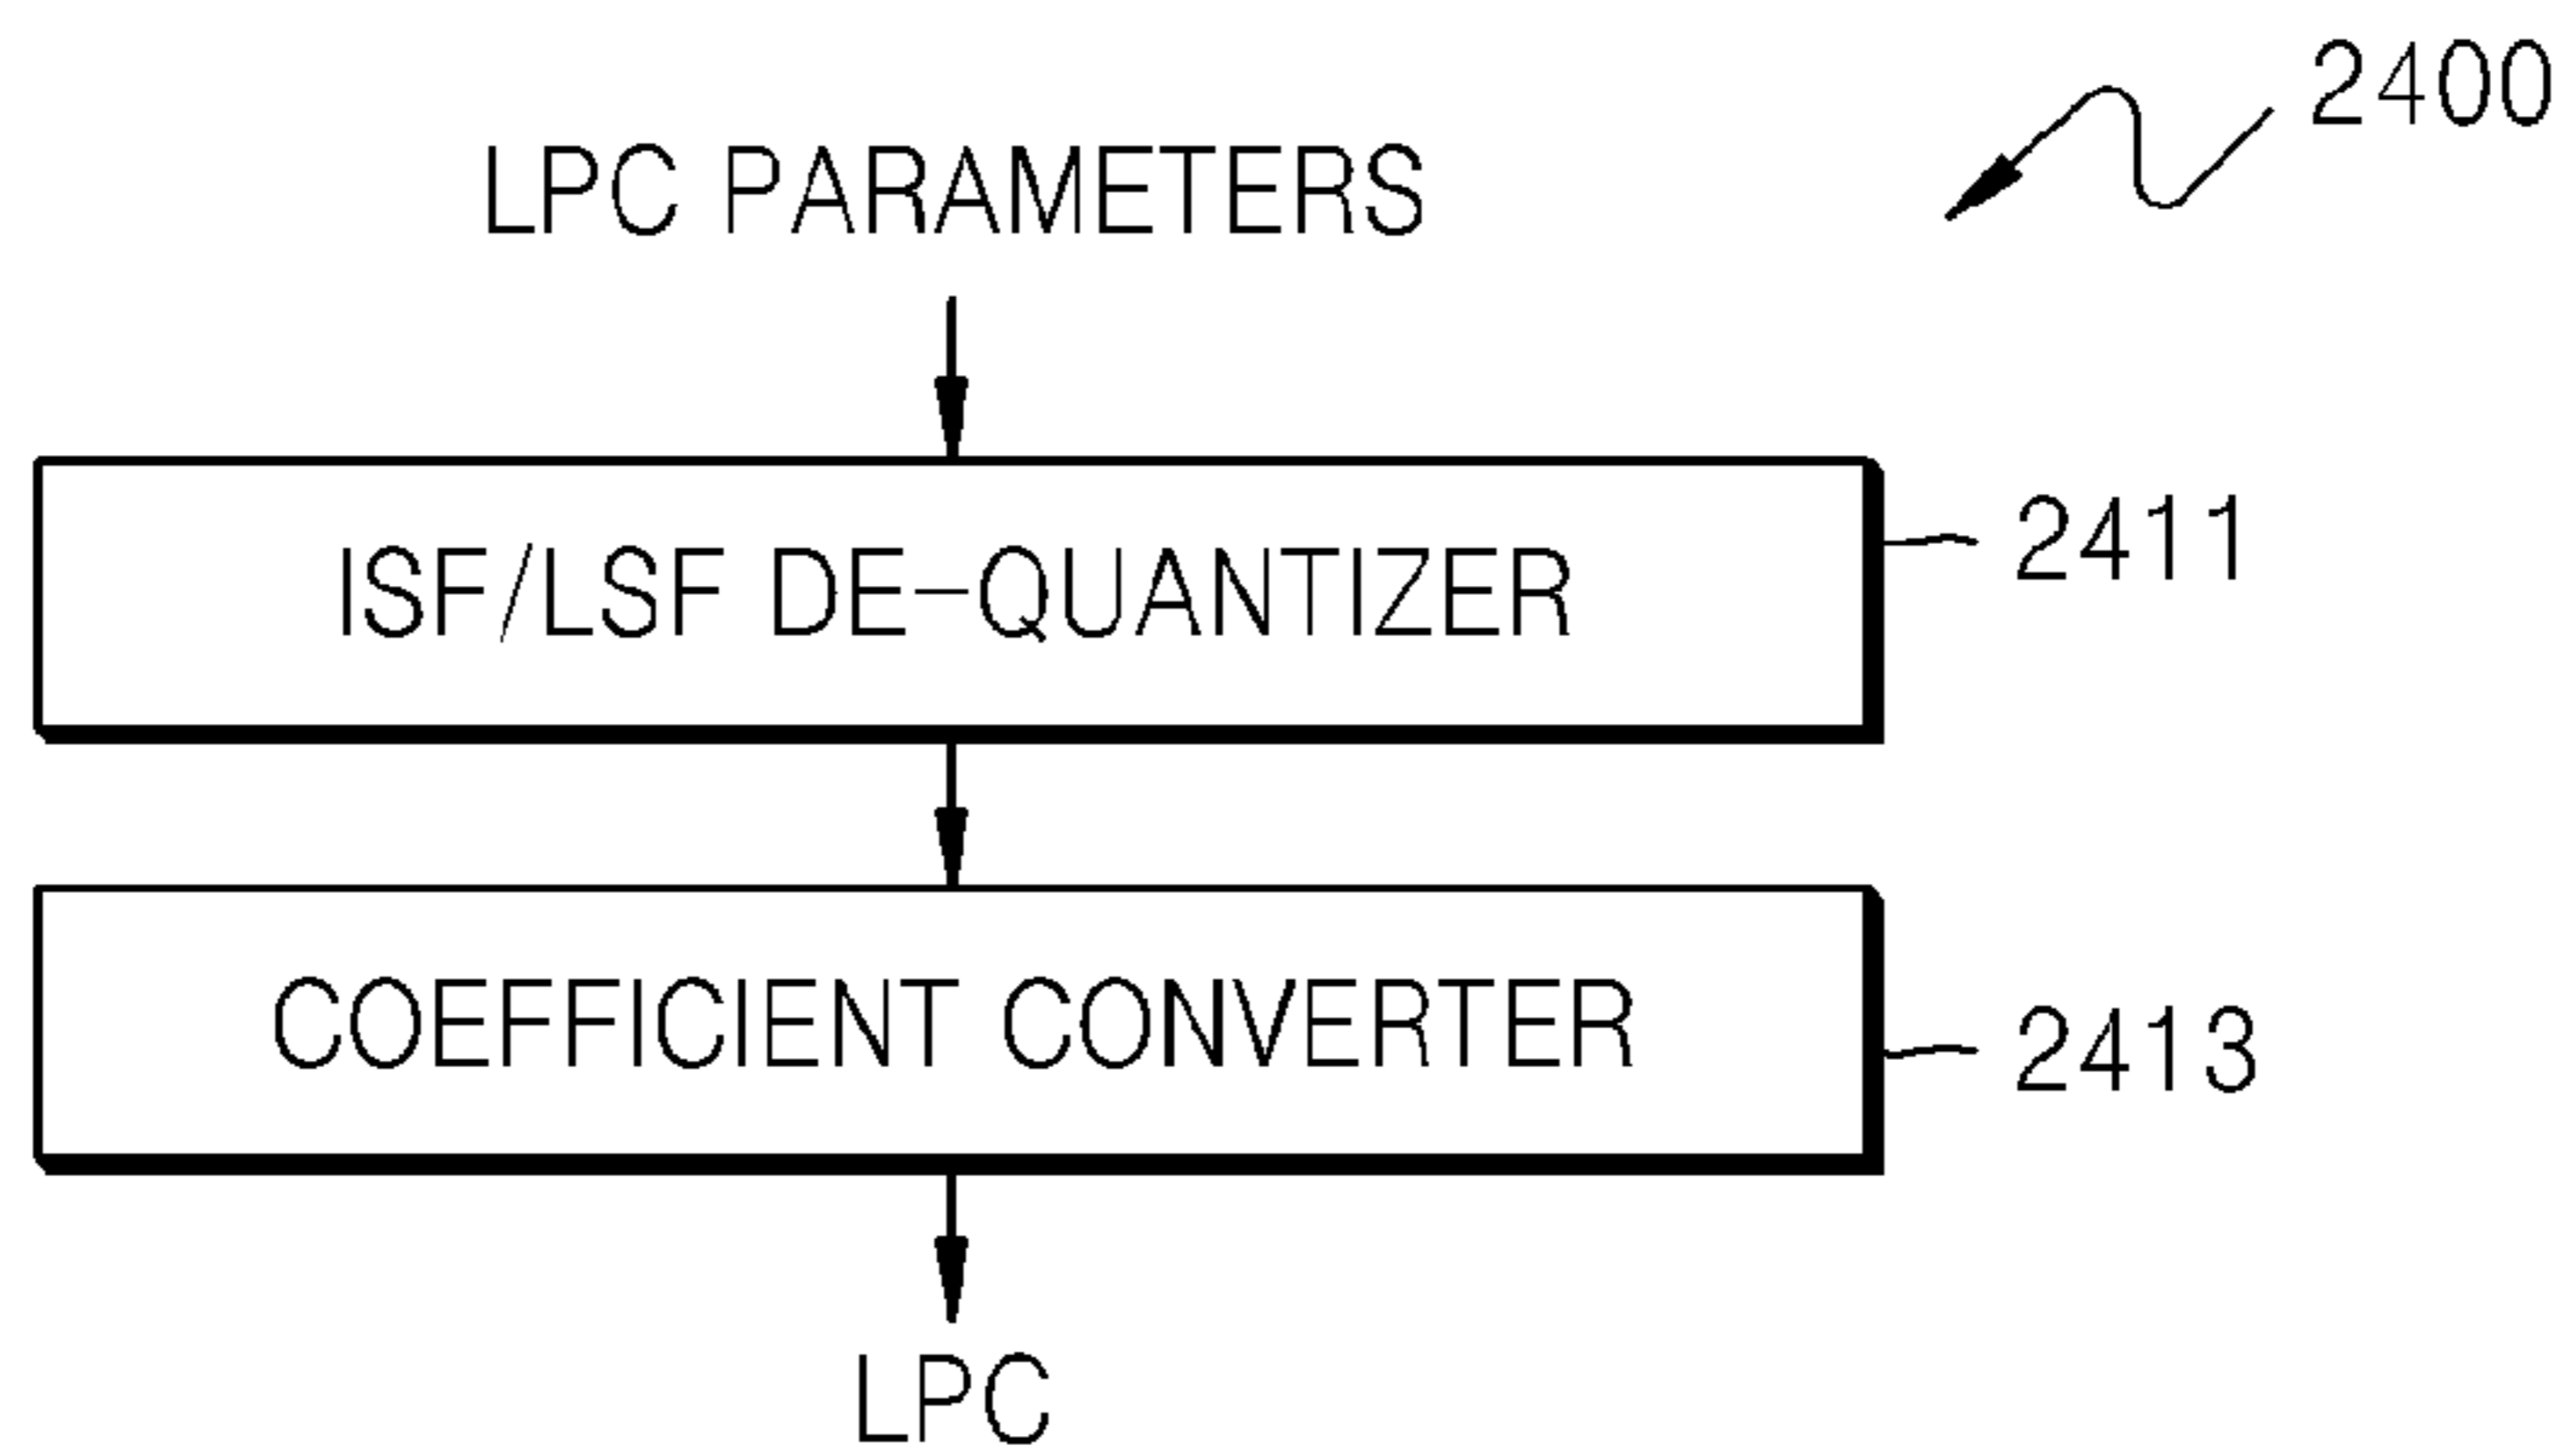 2400
LPC PARAMETERS
ISF/LSF DE-QUANTIZER
2411
COEFFICIENT CONVERTER
2413
LPC